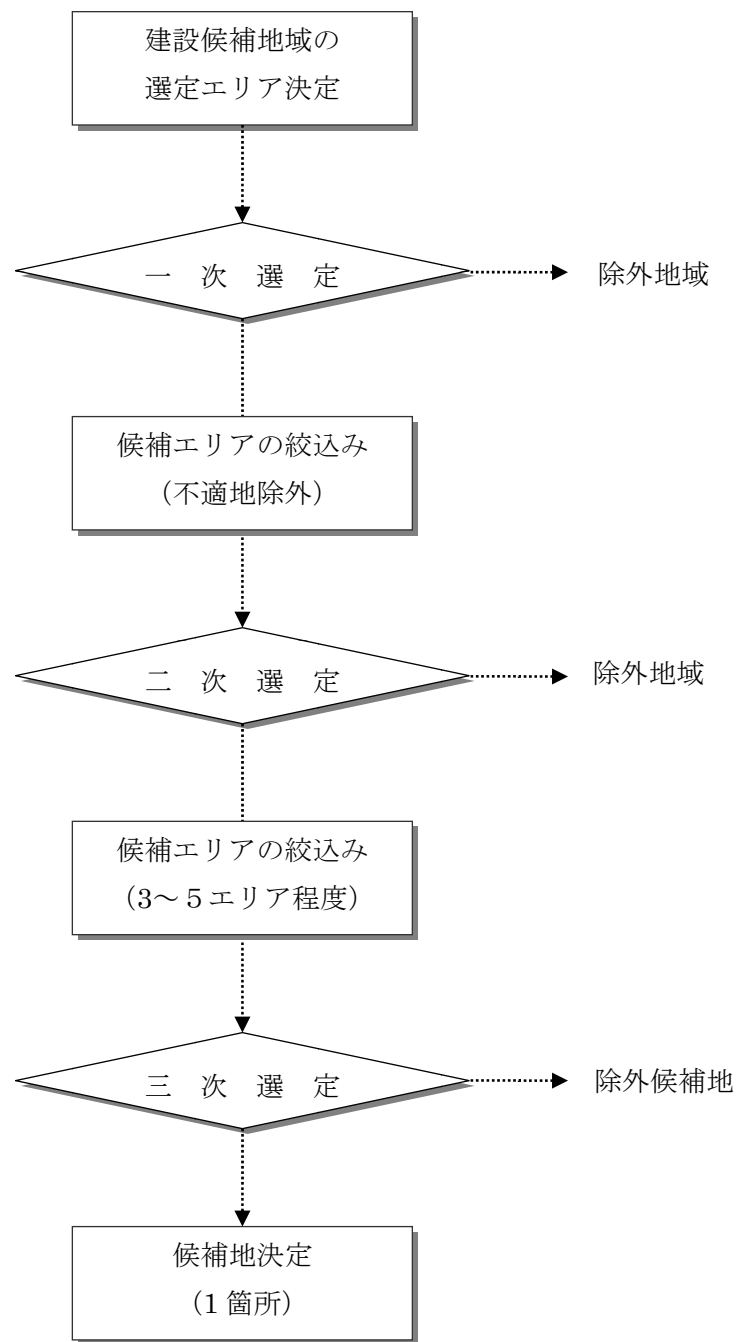 建設候補地域の
選定エリア決定
一　次　選　定
除外地域
候補エリアの絞込み
（不適地除外）
二　次　選　定
除外地域
候補エリアの絞込み
（3～５エリア程度）
三　次　選　定
除外候補地
候補地決定
（1 箇所）